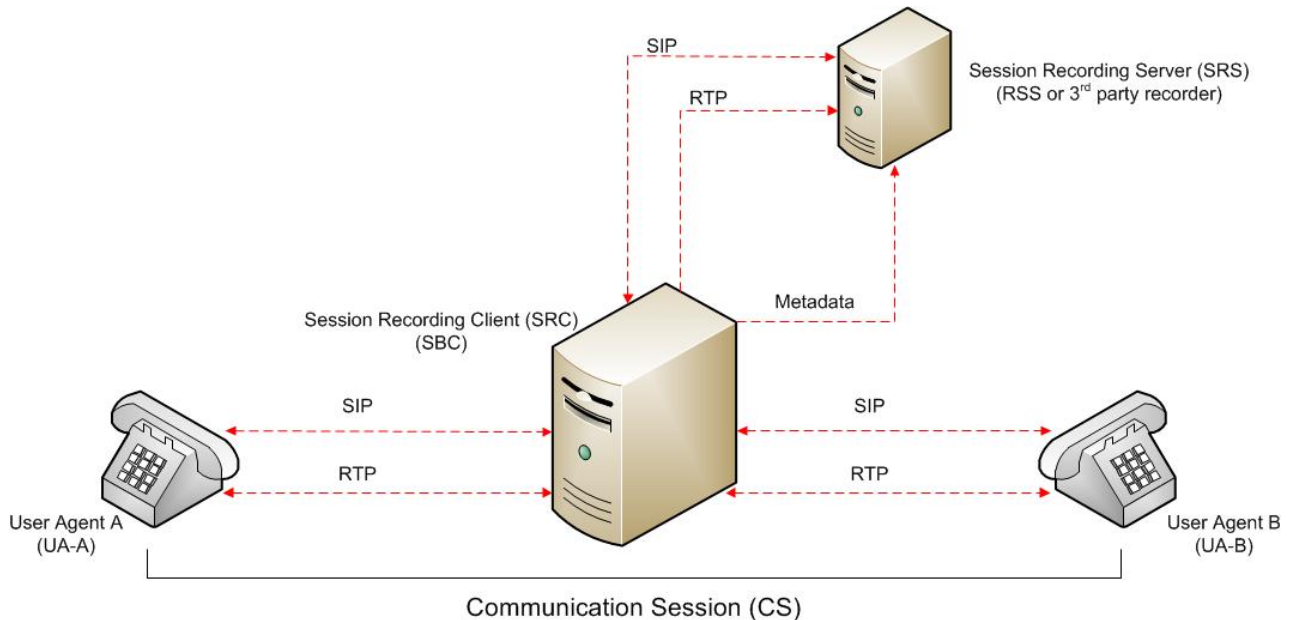 SIP
Session Recording Server (SRS)
(RSS or 3rd party recorder)
RTP
Metadata
Session Recording Client (SRC)
(SBC)
SIP
SIP
RTP
RTP
User Agent A
(UA-A)
User Agent B
(UA-B)
Communication Session (CS)